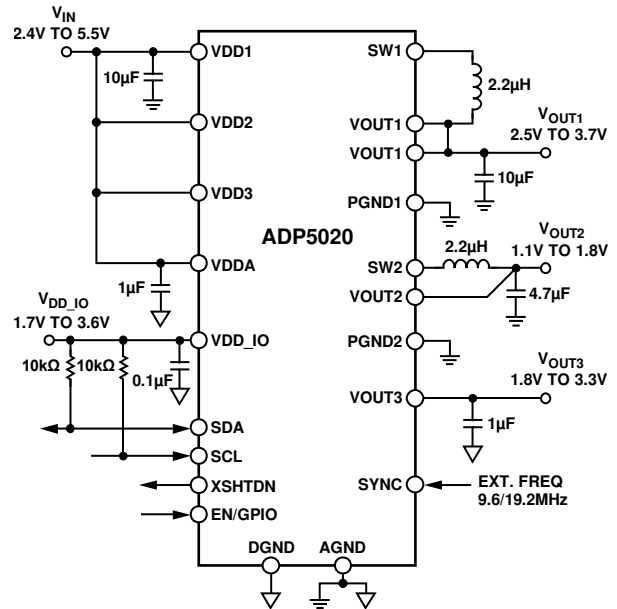 VIN
2.4V TO 5.5V
10µF
VDD1
VDD2
VDD3
VDDA
1µF
VDD_IO
1.7V TO 3.6V
VDD_IO
10kΩ 10kΩ
0.1µF
SDA
SCL
XSHTDN
EN/GPIO
ADP5020
DGND AGND
SW1
2.2µH
VOUT1
VOUT1
VOUT1
2.5V TO 3.7V
10µF
PGND1
2.2µH
SW2
VOUT2
VOUT2
1.1V TO 1.8V
4.7µF
PGND2
VOUT3
VOUT3
1.8V TO 3.3V
1µF
SYNC
EXT. FREQ
9.6/19.2MHz